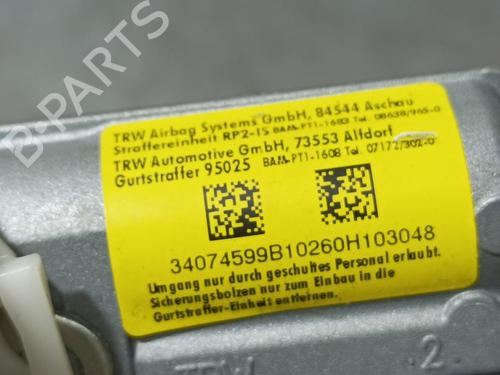 B-PARTS
TRW Airbag Systems GmbH, 84544 Aschau
Straffereinheit RP2-IS BAM-PT1-1683 Tel. 08638/965-0
TRW Automotive GmbH, 73553 Alfdorf
Gurtstraffer 95025 BAM-PT1-1608 Tel. 07172/302-0
34074599B10260H103048
Umgang nur durch geschultes Personal erlaubt.
Sicherungsbolzen nur zum Einbau in die
Gurtstraffer-Einheit entfernen.
TRW 2